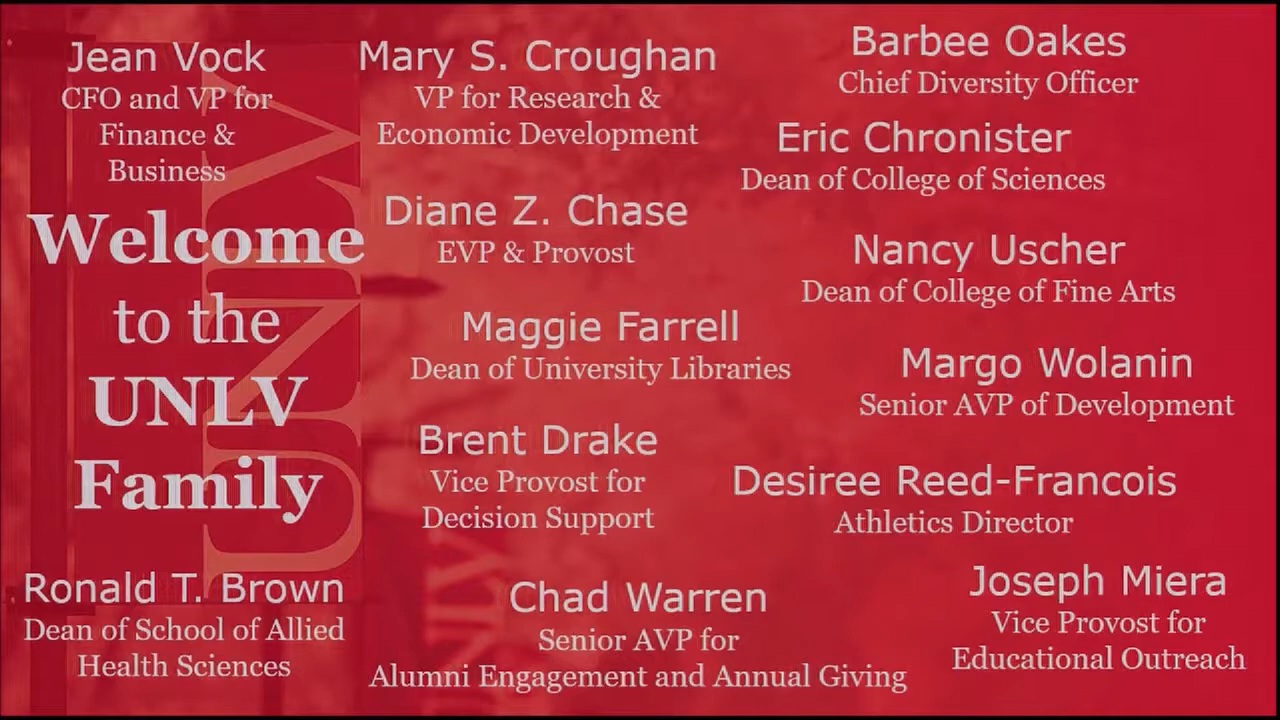 Jean Vock
CFO and VP for
Finance &
Business
Welcome
to the
UNLV
Family
Ronald T. Brown
Dean of School of Allied
Health Sciences
Mary S. Croughan
VP for Research &
Economic Development
Diane Z. Chase
EVP & Provost
Maggie Farrell
Dean of University Libraries
Brent Drake
Vice Provost for
Decision Support
Chad Warren
Senior AVP for
Alumni Engagement and Annual Giving
Barbee Oakes
Chief Diversity Officer
Eric Chronister
Dean of College of Sciences
Nancy Uscher
Dean of College of Fine Arts
Margo Wolanin
Senior AVP of Development
Desiree Reed-Francois
Athletics Director
Joseph Miera
Vice Provost for
Educational Outreach
UNLV
UNLV